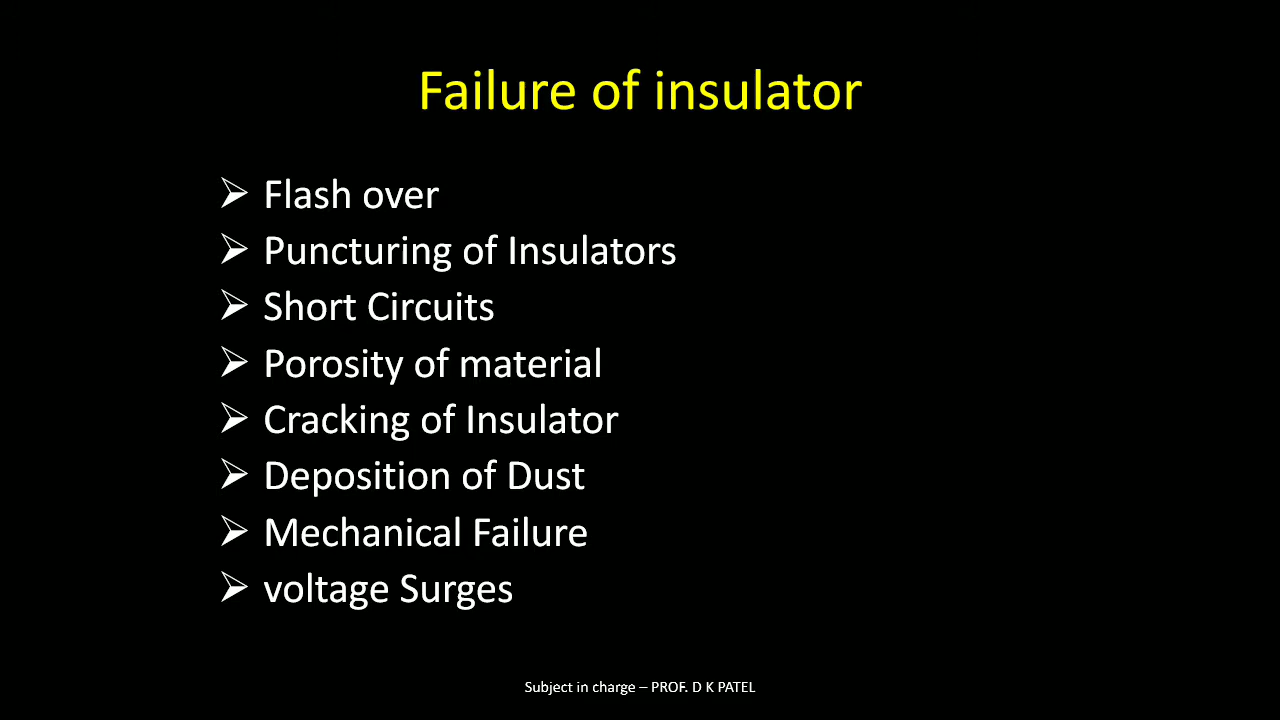 Failure of insulator
➢ Flash over
➢ Puncturing of Insulators
➢ Short Circuits
➢ Porosity of material
➢ Cracking of Insulator
➢ Deposition of Dust
➢ Mechanical Failure
➢ voltage Surges
Subject in charge – PROF. D K PATEL